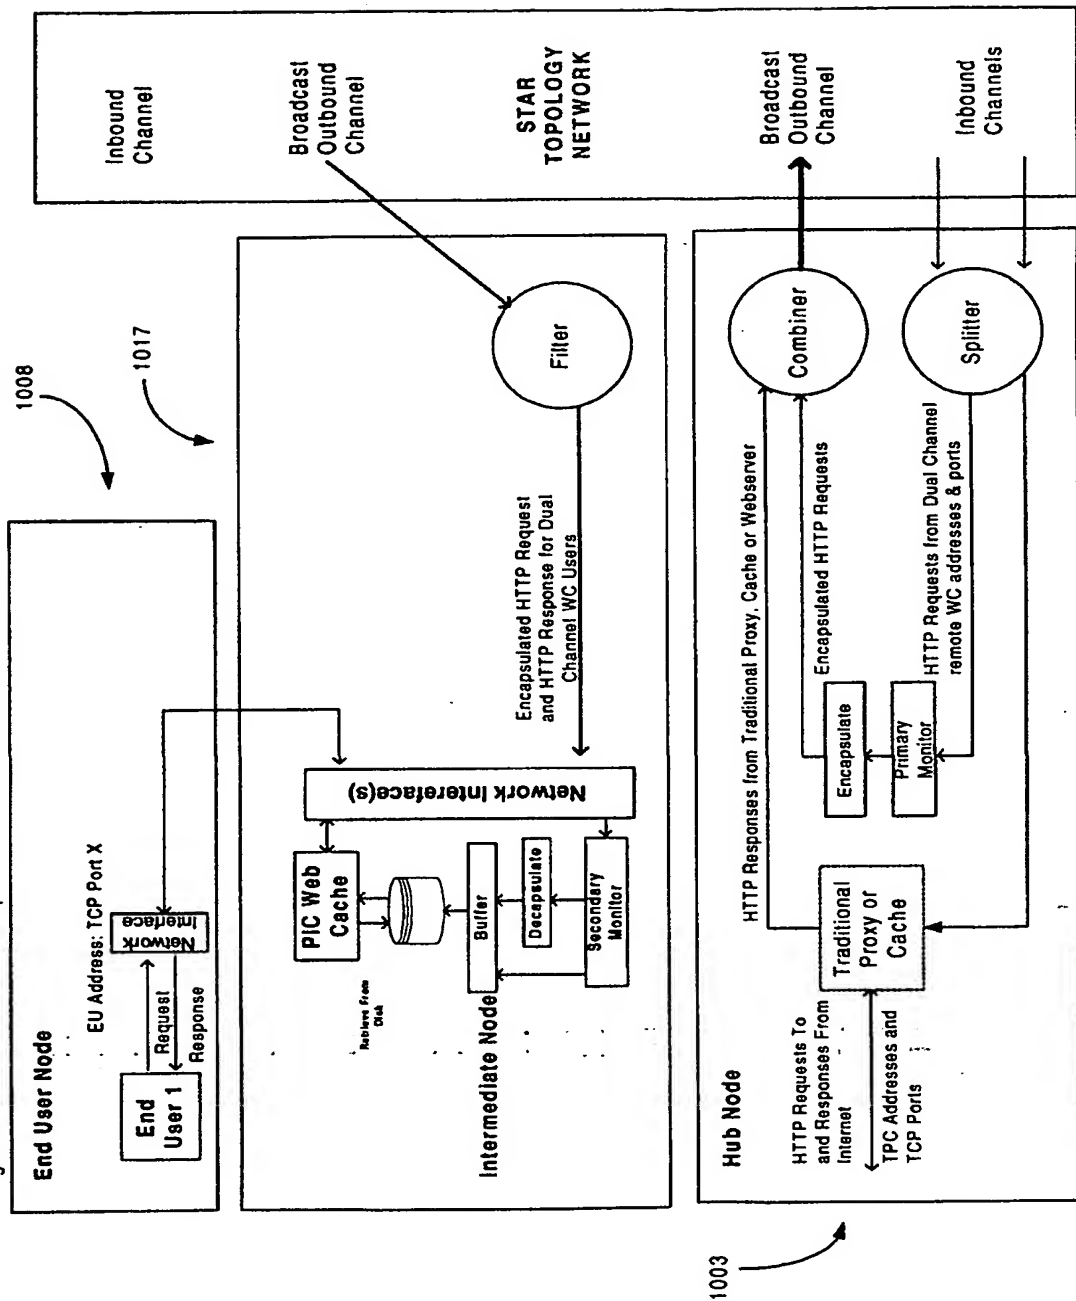 1008
1017
End User Node
End
User 1
Request
Response
EU Address: TCP Port X
Network
Interface
Inbound
Channel
Intermediate Node
Retrieve From
Disk
PIC Web
Cache
Buffer
Decapsulate
Secondary
Monitor
Network Intereface(s)
Encapsulated HTTP Request
and HTTP Response for Dual
Channel WC Users
Filter
Broadcast
Outbound
Channel
STAR
TOPOLOGY
NETWORK
1003
Hub Node
HTTP Requests To
and Responses From
Internet
TPC Addresses and
TCP Ports
Traditional
Proxy or
Cache
HTTP Responses from Traditional Proxy, Cache or Webserver
Encapsulate
Primary
Monitor
Encapsulated HTTP Requests
HTTP Requests from Dual Channel
remote WC addresses & ports
Combiner
Splitter
Broadcast
Outbound
Channel
Inbound
Channels